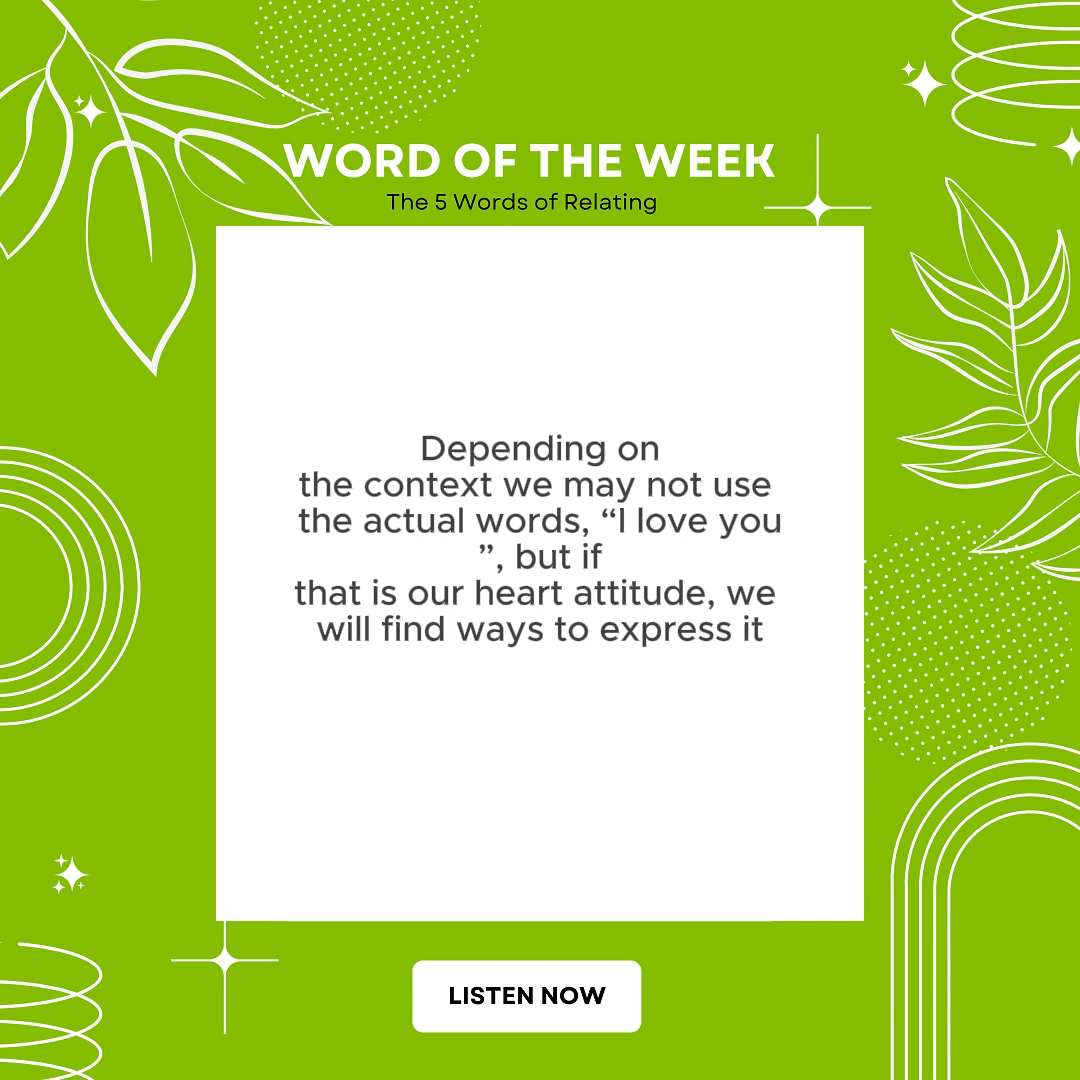 WORD OF THE WEEK
The 5 Words of Relating
Depending on
the context we may not use
the actual words, “I love you
”, but if
that is our heart attitude, we
will find ways to express it
LISTEN NOW